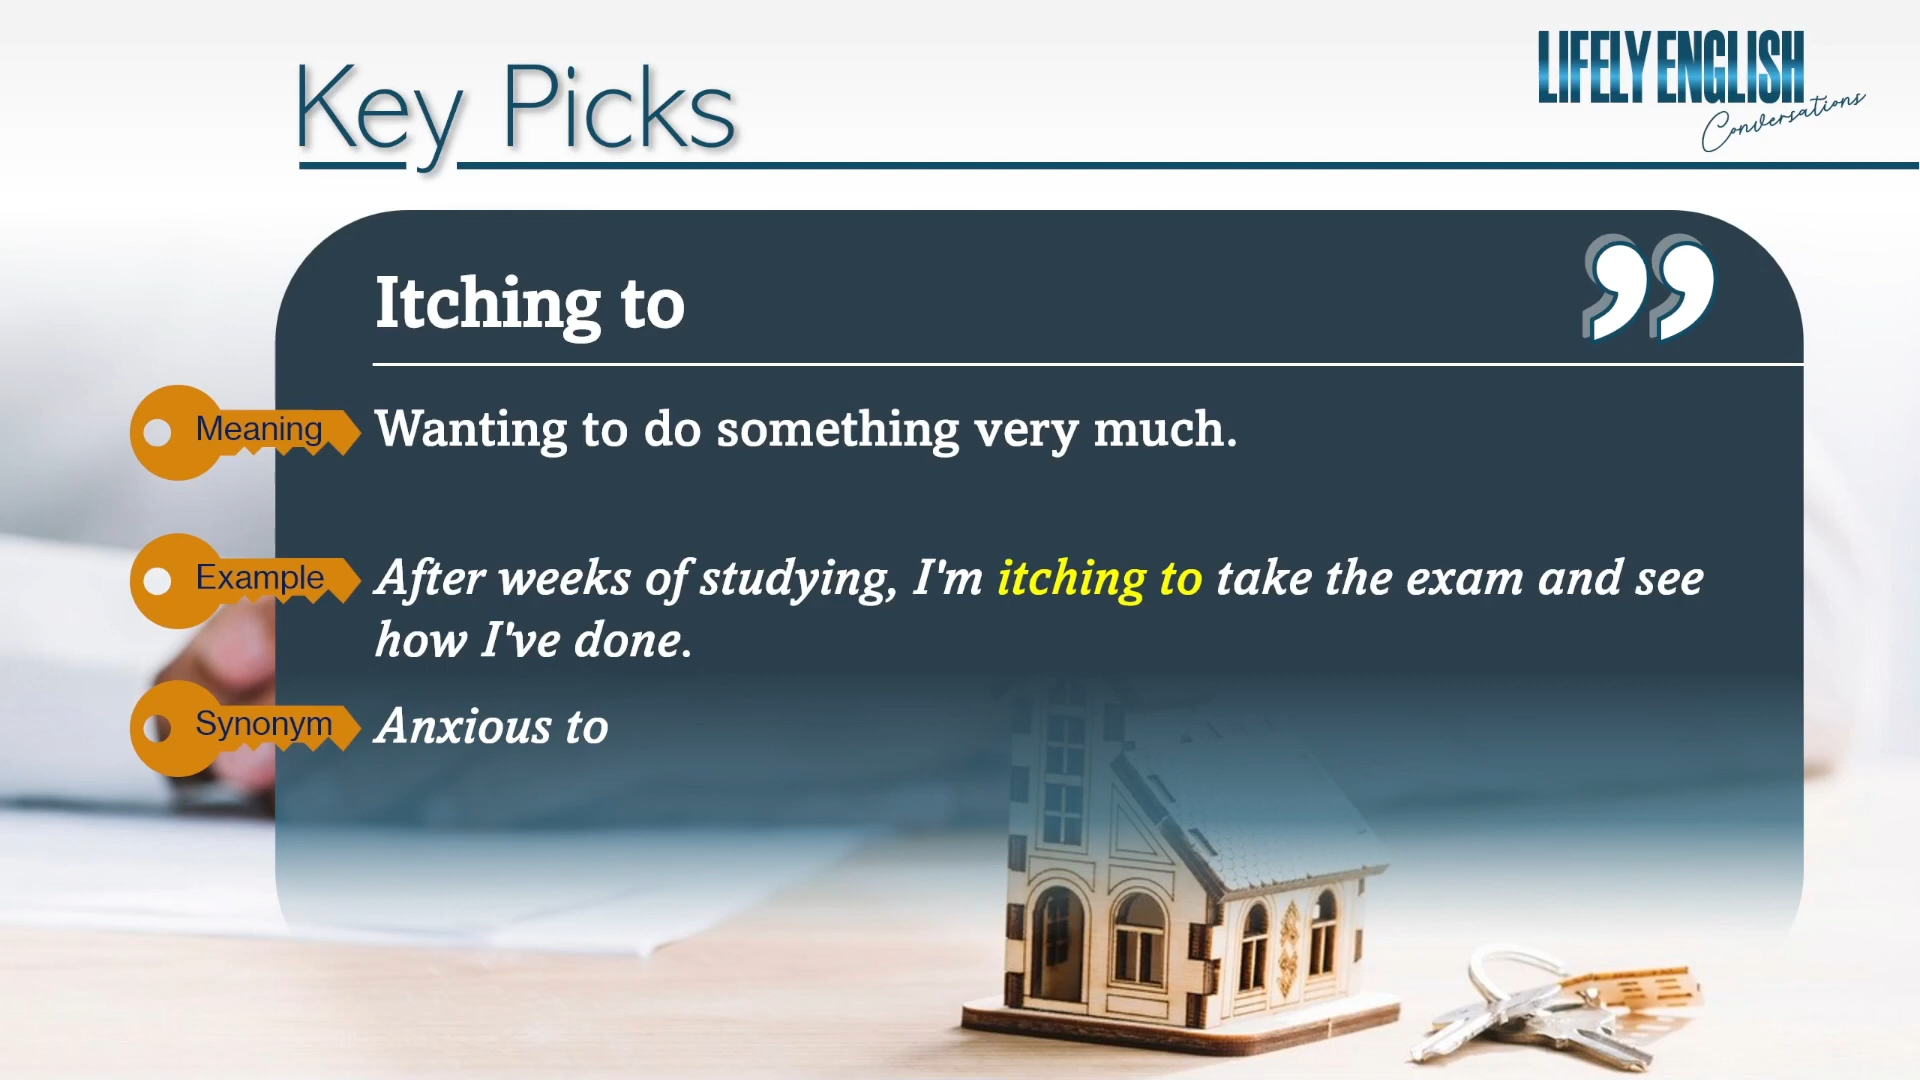 Key Picks
LIFELY ENGLISH
Conversations
Itching to
Meaning
Wanting to do something very much.
Example
After weeks of studying, I'm itching to take the exam and see
how I've done.
Synonym
Anxious to